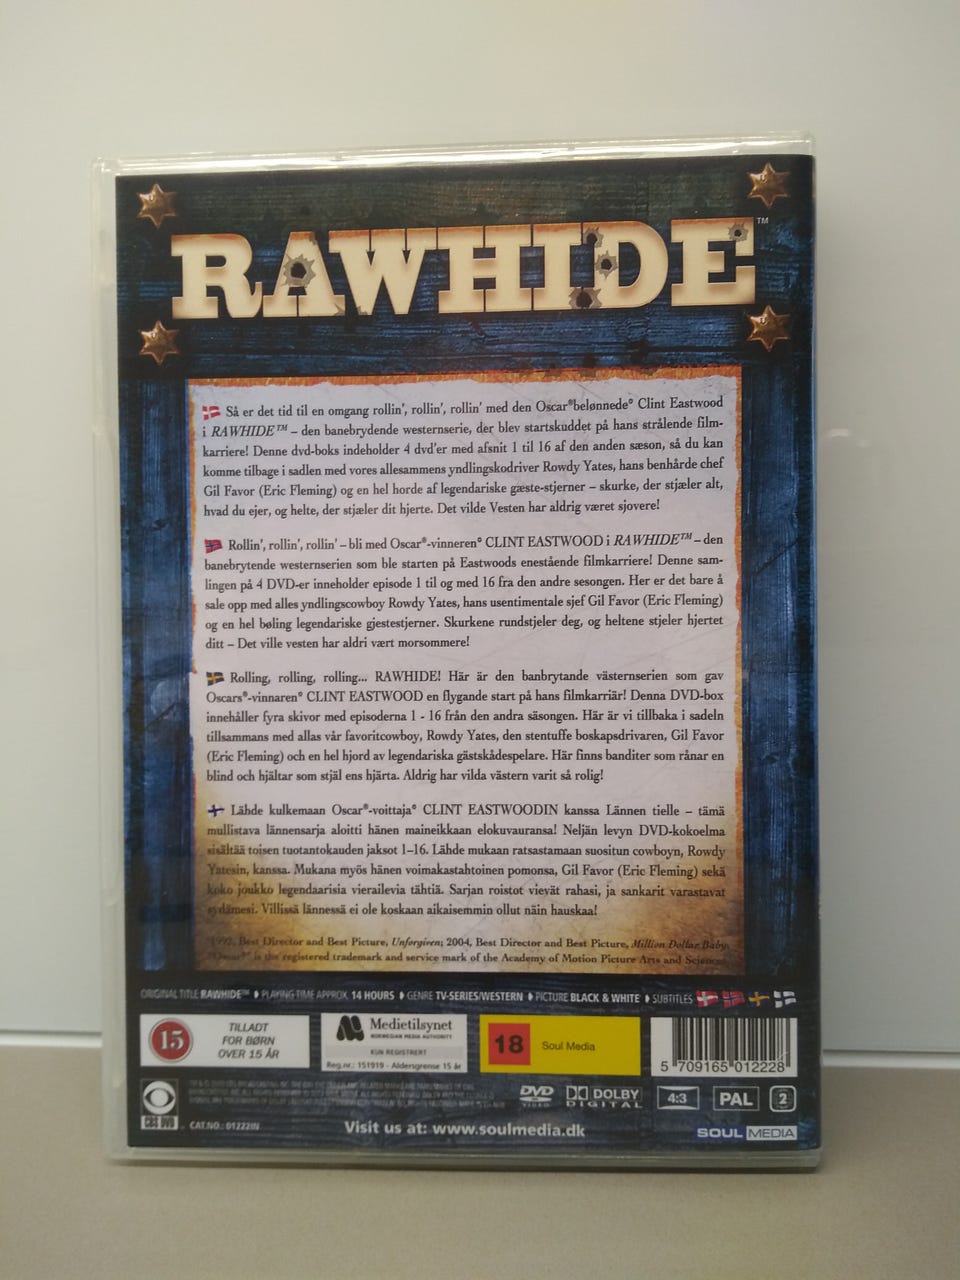 RAWHIDE™
Så er det tid til en omgang rollin', rollin', rollin' med den Oscar®belønnede° Clint Eastwood
i RAWHIDE™ – den banebrydende westernserie, der blev startskuddet på hans strålende film-
karriere! Denne dvd-boks indeholder 4 dvd'er med afsnit 1 til 16 af den anden sæson, så du kan
komme tilbage i sadlen med vores allesammens yndlingskodriver Rowdy Yates, hans benhårde chef
Gil Favor (Eric Fleming) og en hel horde af legendariske gæste-stjerner – skurke, der stjæler alt,
hvad du ejer, og helte, der stjæler dit hjerte. Det vilde Vesten har aldrig været sjovere!
Rollin', rollin', rollin' – bli med Oscar®-vinneren° CLINT EASTWOOD i RAWHIDE™ – den
banebrytende westernserien som ble starten på Eastwoods enestående filmkarriere! Denne sam-
lingen på 4 DVD-er inneholder episode 1 til og med 16 fra den andre sesongen. Her er det bare å
sale opp med alles yndlingscowboy Rowdy Yates, hans usentimentale sjef Gil Favor (Eric Fleming)
og en hel bøling legendariske gjestestjerner. Skurkene rundstjeler deg, og heltene stjeler hjertet
ditt – Det ville vesten har aldri vært morsommere!
Rolling, rolling, rolling... RAWHIDE! Här är den banbrytande västernserien som gav
Oscars®-vinnaren° CLINT EASTWOOD en flygande start på hans filmkarriär! Denna DVD-box
innehåller fyra skivor med episoderna 1 - 16 från den andra säsongen. Här är vi tillbaka i sadeln
tillsammans med allas vår favoritcowboy, Rowdy Yates, den stentuffe boskapsdrivaren, Gil Favor
(Eric Fleming) och en hel hjord av legendariska gästskådespelare. Här finns banditer som rånar en
blind och hjältar som stjäl ens hjärta. Aldrig har vilda västern varit så rolig!
Lähde kulkemaan Oscar®-voittaja° CLINT EASTWOODIN kanssa Lännen tielle – tämä
mullistava lännensarja aloitti hänen maineikkaan elokuvauransa! Neljän levyn DVD-kokoelma
sisältää toisen tuotantokauden jaksot 1–16. Lähde mukaan ratsastamaan suositun cowboyn, Rowdy
Yatesin, kanssa. Mukana myös hänen voimakastahtoinen pomonsa, Gil Favor (Eric Fleming) sekä
koko joukko legendaarisia vierailevia tähtiä. Sarjan roistot vievät rahasi, ja sankarit varastavat
sydämesi. Villissä lännessä ei ole koskaan aikaisemmin ollut näin hauskaa!
°1992, Best Director and Best Picture, Unforgiven; 2004, Best Director and Best Picture, Million Dollar Baby.
"Oscar®" is the registered trademark and service mark of the Academy of Motion Picture Arts and Sciences.
ORIGINAL TITLE RAWHIDE™ PLAYING TIME APPROX. 14 HOURS GENRE TV-SERIES/WESTERN PICTURE BLACK & WHITE SUBTITLES
15
TILLADT
FOR BØRN
OVER 15 ÅR
Medietilsynet
NORWEGIAN MEDIA AUTHORITY
KUN REGISTRERT
Reg.nr.: 151919 - Aldersgrense 15 år
18 Soul Media
5 709165 012228
CBS DVD
CAT.NO.: 01222IN
DVD
VIDEO
DOLBY
DIGITAL
4:3
PAL
2
Visit us at: www.soulmedia.dk
SOUL MEDIA